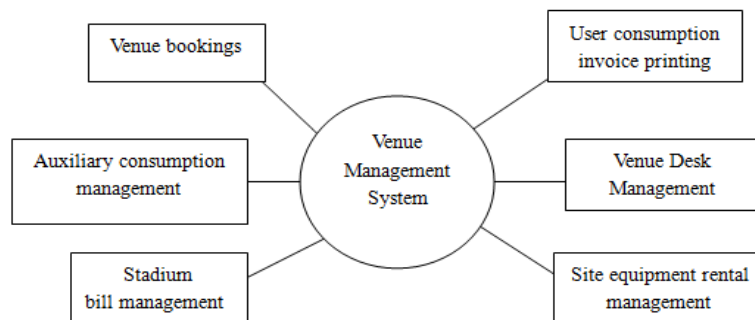 Venue bookings
User consumption
invoice printing
Auxiliary consumption
management
Venue
Management
System
Venue Desk
Management
Stadium
bill management
Site equipment rental
management